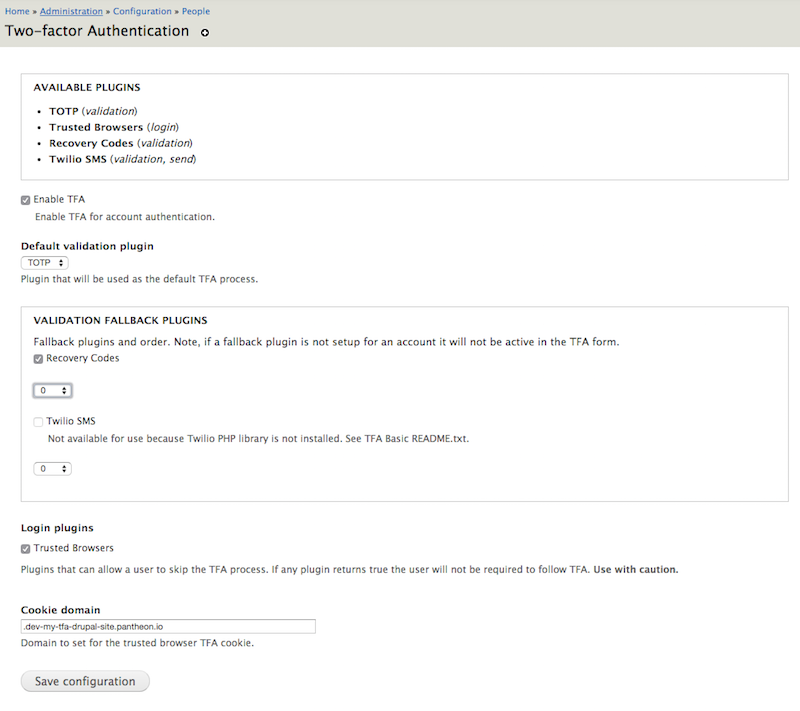 Home » Administration » Configuration » People
Two-factor Authentication
AVAILABLE PLUGINS
• TOTP (validation)
• Trusted Browsers (login)
• Recovery Codes (validation)
• Twilio SMS (validation, send)
Enable TFA
Enable TFA for account authentication.
Default validation plugin
TOTP
Plugin that will be used as the default TFA process.
VALIDATION FALLBACK PLUGINS
Fallback plugins and order. Note, if a fallback plugin is not setup for an account it will not be active in the TFA form.
Recovery Codes
0
Twilio SMS
Not available for use because Twilio PHP library is not installed. See TFA Basic README.txt.
0
Login plugins
Trusted Browsers
Plugins that can allow a user to skip the TFA process. If any plugin returns true the user will not be required to follow TFA. Use with caution.
Cookie domain
.dev-my-tfa-drupal-site.pantheon.io
Domain to set for the trusted browser TFA cookie.
Save configuration